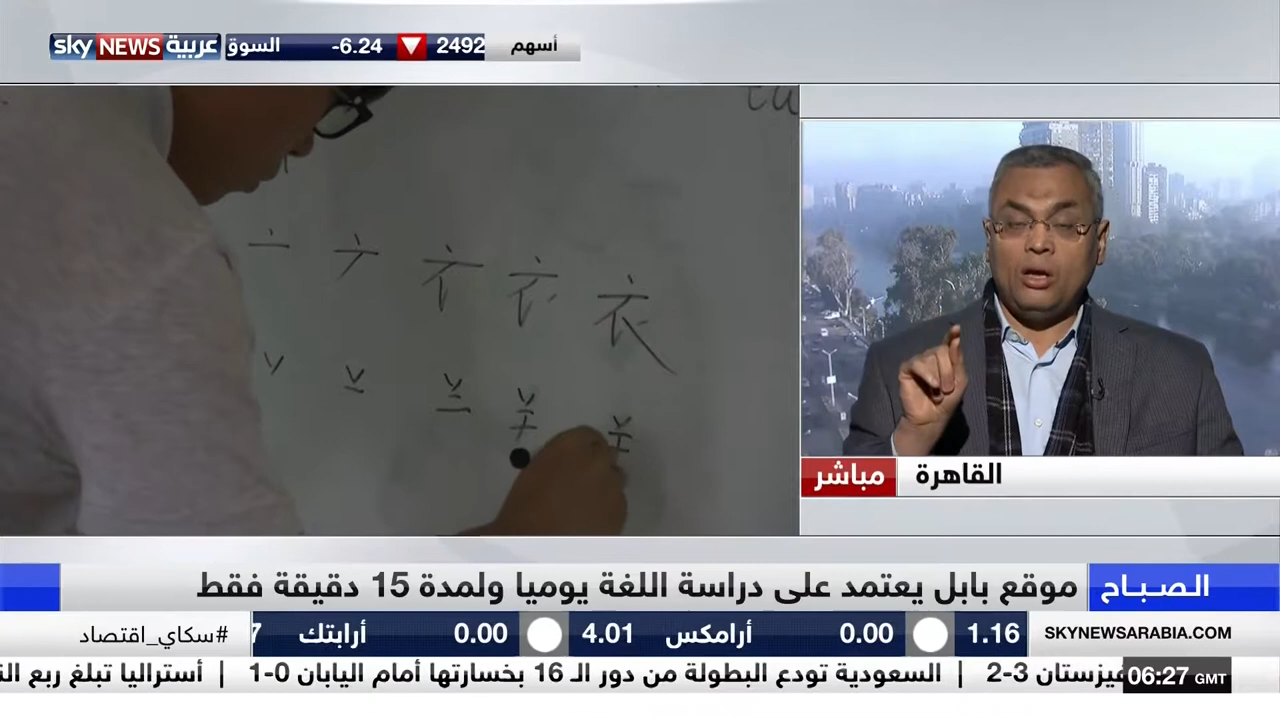 sky NEWS عربية السوق -6.24 2492 أسهم
cu
衣
مباشر القاهرة
الصباح موقع بابل يعتمد على دراسة اللغة يوميا ولمدة 15 دقيقة فقط
SKYNEWSARABIA.COM 1.16 0.00 أرامكس 4.01 0.00 أرابتك 7 #سكاي_اقتصاد
06:27 GMT يزستان 3-2 | السعودية تودع البطولة من دور الـ 16 بخسارتها أمام اليابان 0-1 | أستراليا تبلغ ربع